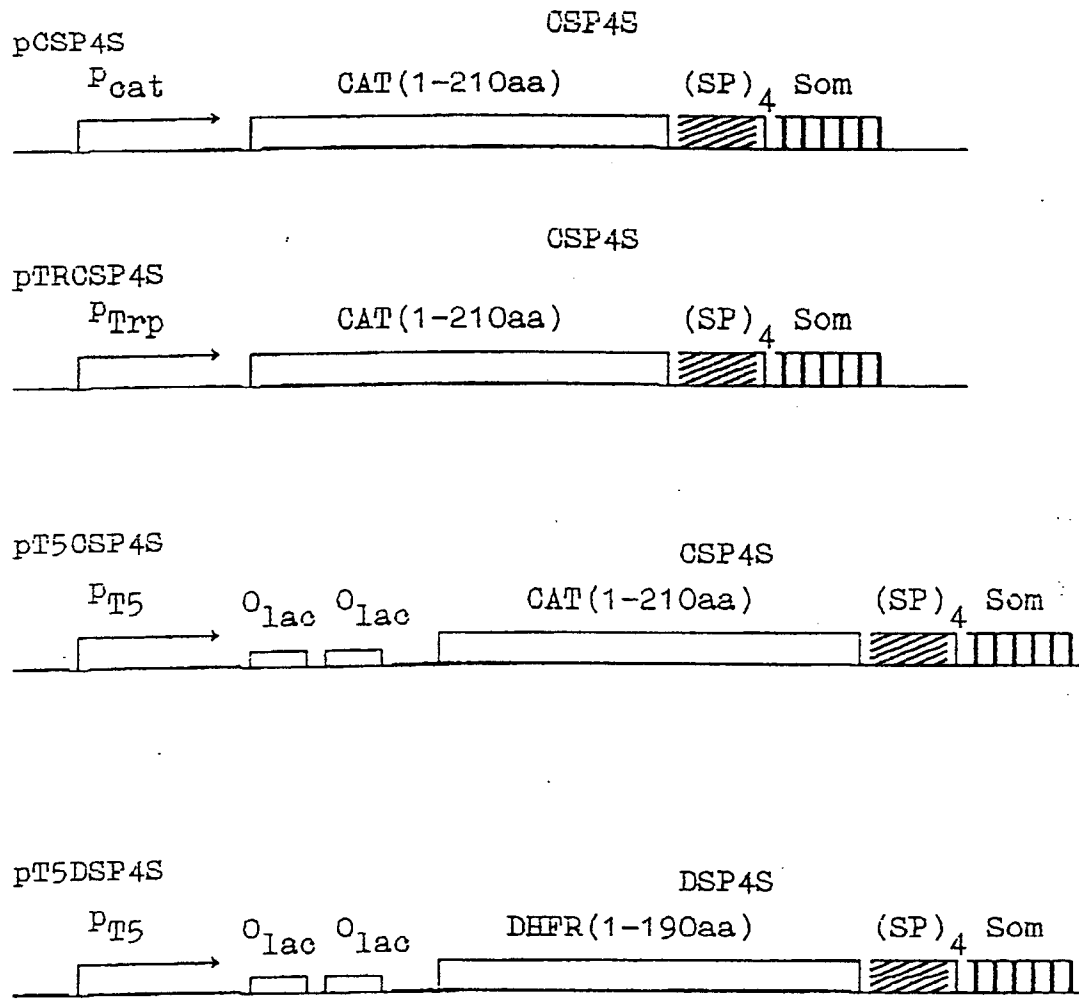 CSP4S
pCSP4S
Pcat CAT(1-210aa) (SP)4 Som
CSP4S
pTRCSP4S
PTrp CAT(1-210aa) (SP)4 Som
pT5CSP4S
CSP4S
PT5 Olac Olac CAT(1-210aa) (SP)4 Som
pT5DSP4S
DSP4S
PT5 Olac Olac DHFR(1-190aa) (SP)4 Som